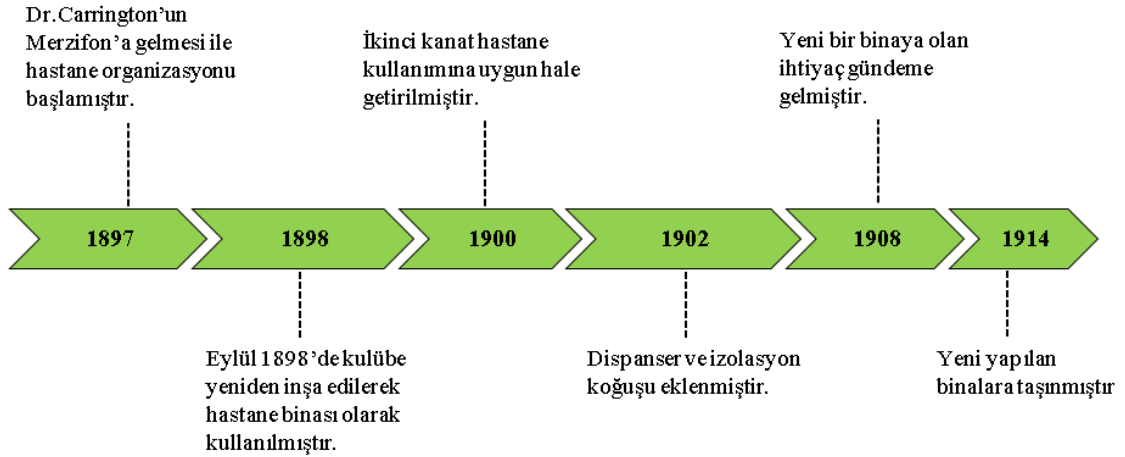 Dr.Carrington’un
Merzifon’a gelmesi ile
hastane organizasyonu
başlamıştır.
İkinci kanat hastane
kullanımına uygun hale
getirilmiştir.
Yeni bir binaya olan
ihtiyaç gündeme
gelmiştir.
1897
1898
1900
1902
1908
1914
Eylül 1898’de kulübe
yeniden inşa edilerek
hastane binası olarak
kullanılmıştır.
Dispanser ve izolasyon
koğuşu eklenmiştir.
Yeni yapılan
binalara taşınmıştır